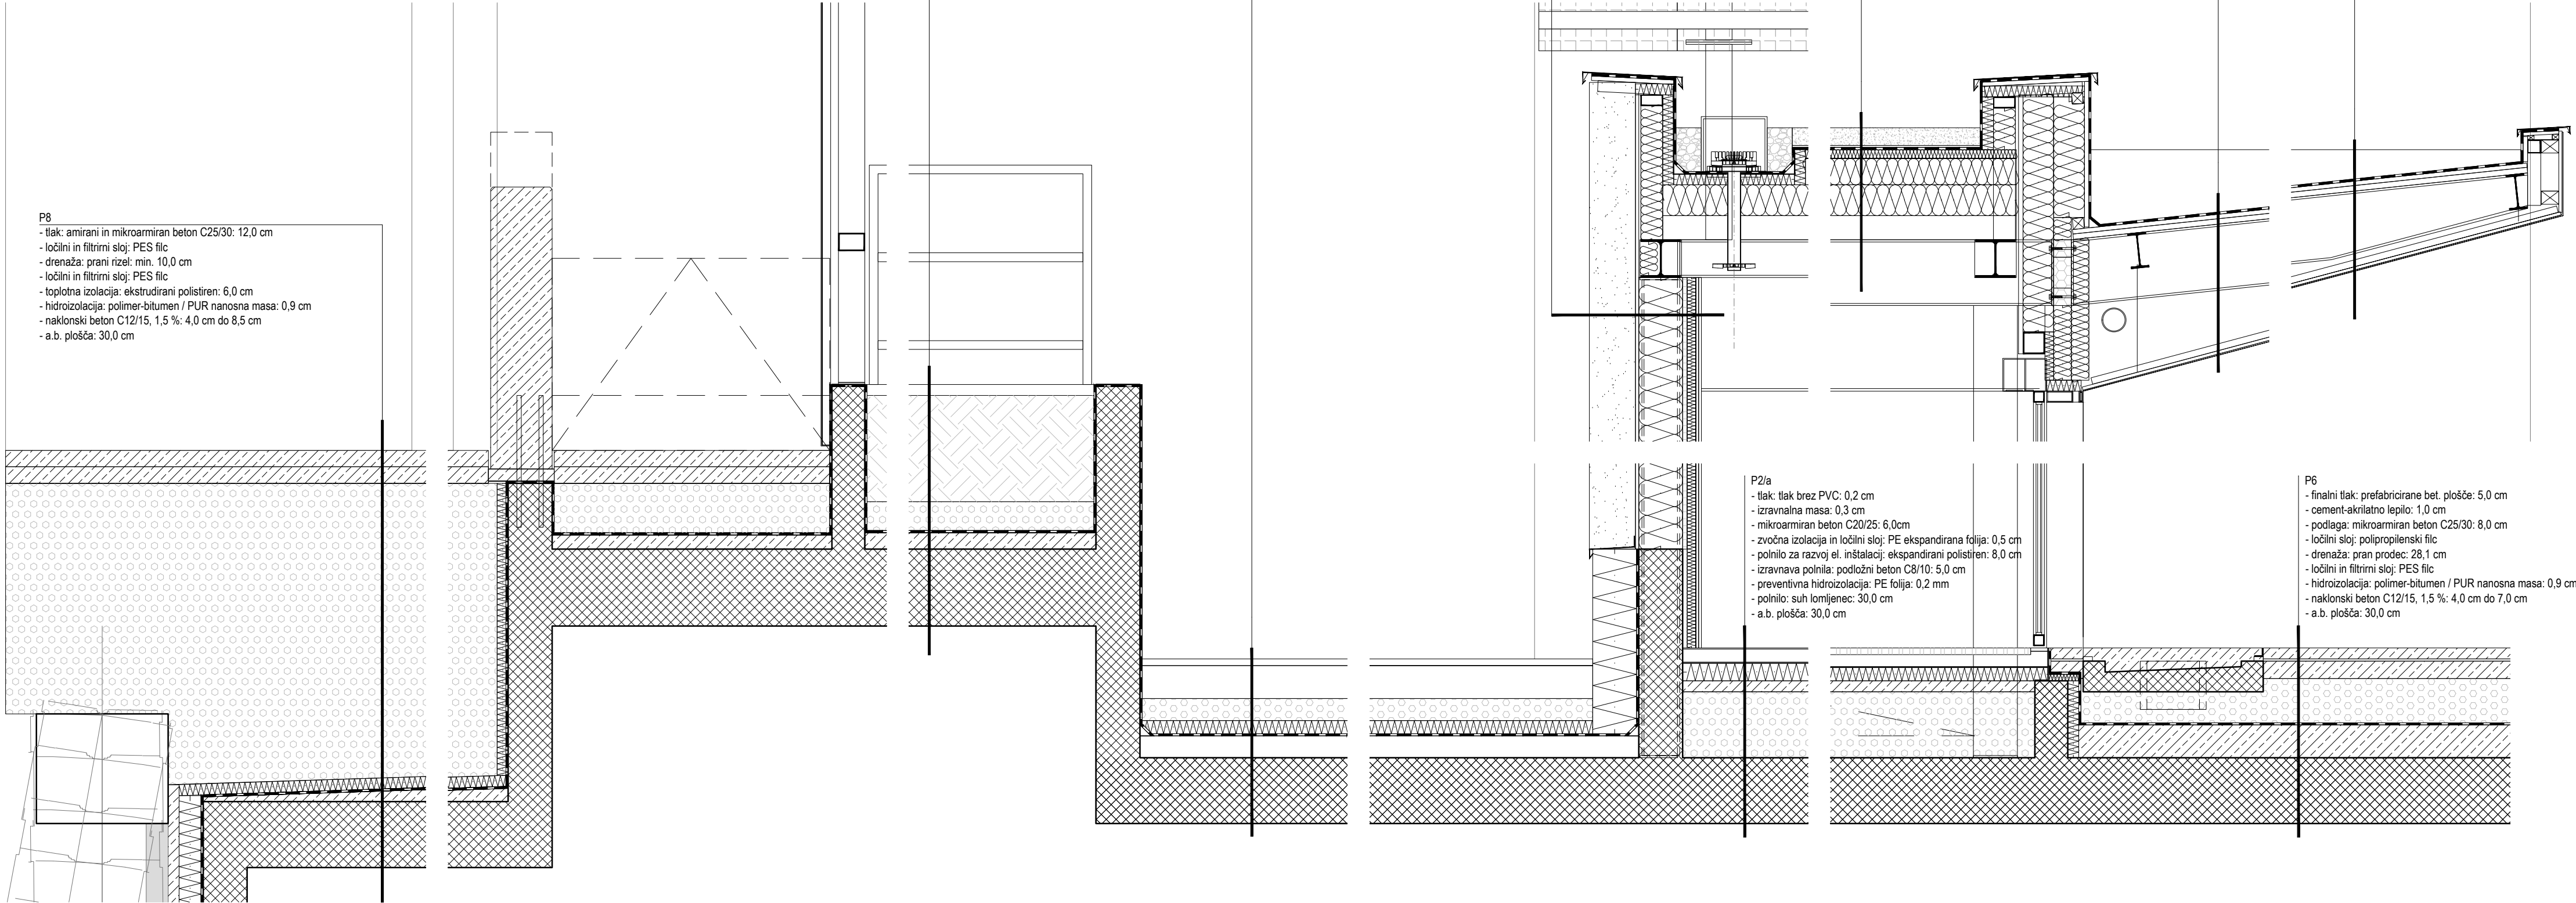 P8
- tlak: amirani in mikroarmiran beton C25/30: 12,0 cm
- ločilni in filtrirni sloj: PES filc
- drenaža: prani rizel: min. 10,0 cm
- ločilni in filtrirni sloj: PES filc
- toplotna izolacija: ekstrudirani polistiren: 6,0 cm
- hidroizolacija: polimer-bitumen / PUR nanosna masa: 0,9 cm
- naklonski beton C12/15, 1,5 %: 4,0 cm do 8,5 cm
- a.b. plošča: 30,0 cm
P2/a
- tlak: tlak brez PVC: 0,2 cm
- izravnalna masa: 0,3 cm
- mikroarmiran beton C20/25: 6,0cm
- zvočna izolacija in ločilni sloj: PE ekspandirana folija: 0,5 cm
- polnilo za razvoj el. inštalacij: ekspandirani polistiren: 8,0 cm
- izravnava polnila: podložni beton C8/10: 5,0 cm
- preventivna hidroizolacija: PE folija: 0,2 mm
- polnilo: suh lomljenec: 30,0 cm
- a.b. plošča: 30,0 cm
P6
- finalni tlak: prefabricirane bet. plošče: 5,0 cm
- cement-akrilatno lepilo: 1,0 cm
- podlaga: mikroarmiran beton C25/30: 8,0 cm
- ločilni sloj: polipropilenski filc
- drenaža: pran prodec: 28,1 cm
- ločilni in filtrirni sloj: PES filc
- hidroizolacija: polimer-bitumen / PUR nanosna masa: 0,9 cm
- naklonski beton C12/15, 1,5 %: 4,0 cm do 7,0 cm
- a.b. plošča: 30,0 cm